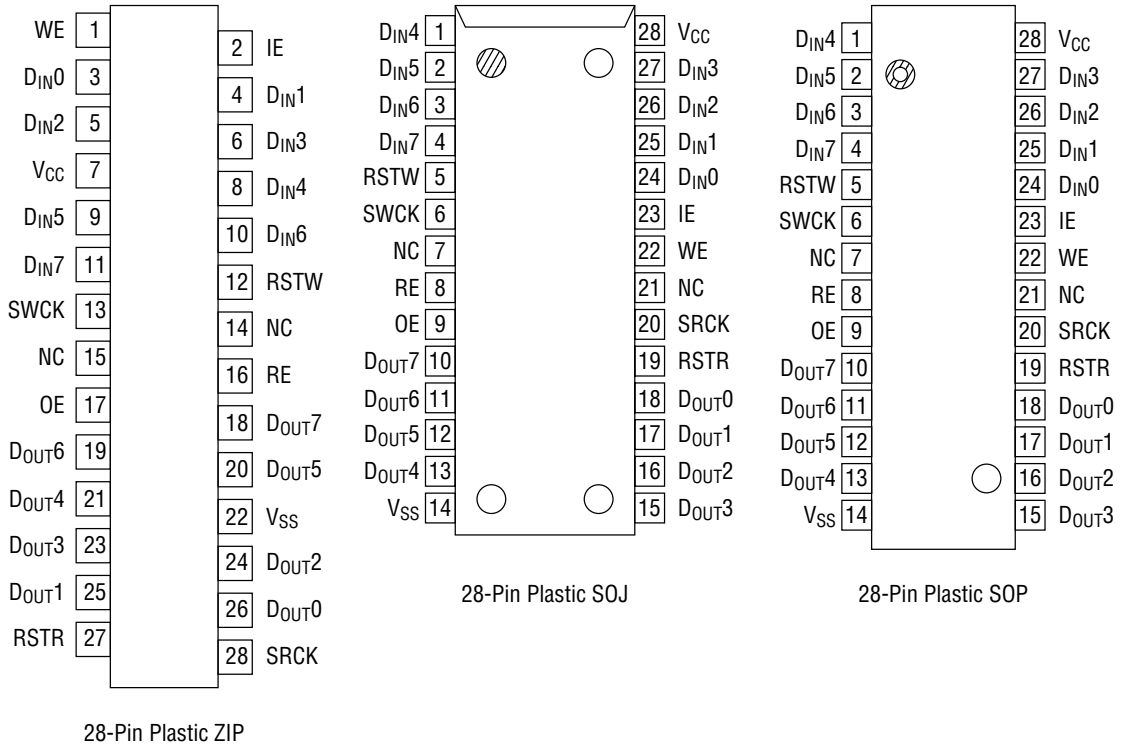 WE 1
2 IE
DIN0 3
4 DIN1
DIN2 5
6 DIN3
VCC 7
8 DIN4
DIN5 9
10 DIN6
DIN7 11
12 RSTW
SWCK 13
14 NC
NC 15
16 RE
OE 17
18 DOUT7
DOUT6 19
20 DOUT5
DOUT4 21
22 VSS
DOUT3 23
24 DOUT2
DOUT1 25
26 DOUT0
RSTR 27
28 SRCK
28-Pin Plastic ZIP
DIN4 1 28 VCC
DIN5 2 27 DIN3
DIN6 3 26 DIN2
DIN7 4 25 DIN1
RSTW 5 24 DIN0
SWCK 6 23 IE
NC 7 22 WE
RE 8 21 NC
OE 9 20 SRCK
DOUT7 10 19 RSTR
DOUT6 11 18 DOUT0
DOUT5 12 17 DOUT1
DOUT4 13 16 DOUT2
VSS 14 15 DOUT3
28-Pin Plastic SOJ
DIN4 1 28 VCC
DIN5 2 27 DIN3
DIN6 3 26 DIN2
DIN7 4 25 DIN1
RSTW 5 24 DIN0
SWCK 6 23 IE
NC 7 22 WE
RE 8 21 NC
OE 9 20 SRCK
DOUT7 10 19 RSTR
DOUT6 11 18 DOUT0
DOUT5 12 17 DOUT1
DOUT4 13 16 DOUT2
VSS 14 15 DOUT3
28-Pin Plastic SOP